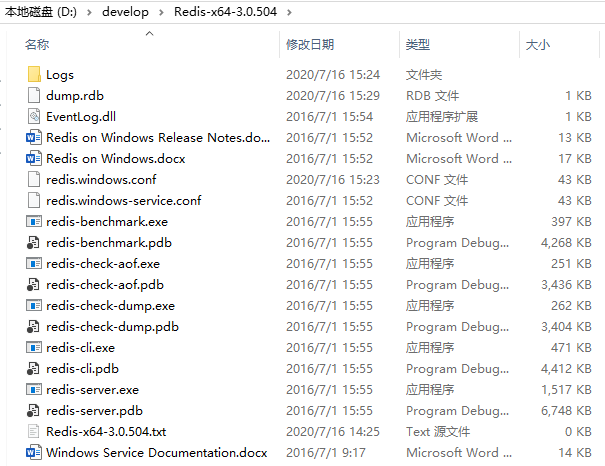 本地磁盘 (D:) › develop › Redis-x64-3.0.504 ›
名称 修改日期 类型 大小
Logs 2020/7/16 15:24 文件夹
dump.rdb 2020/7/16 15:29 RDB 文件 1 KB
EventLog.dll 2016/7/1 15:54 应用程序扩展 1 KB
Redis on Windows Release Notes.do... 2016/7/1 15:52 Microsoft Word ... 13 KB
Redis on Windows.docx 2016/7/1 15:52 Microsoft Word ... 17 KB
redis.windows.conf 2020/7/16 15:23 CONF 文件 43 KB
redis.windows-service.conf 2016/7/1 15:52 CONF 文件 43 KB
redis-benchmark.exe 2016/7/1 15:55 应用程序 397 KB
redis-benchmark.pdb 2016/7/1 15:55 Program Debug... 4,268 KB
redis-check-aof.exe 2016/7/1 15:55 应用程序 251 KB
redis-check-aof.pdb 2016/7/1 15:55 Program Debug... 3,436 KB
redis-check-dump.exe 2016/7/1 15:55 应用程序 262 KB
redis-check-dump.pdb 2016/7/1 15:55 Program Debug... 3,404 KB
redis-cli.exe 2016/7/1 15:55 应用程序 471 KB
redis-cli.pdb 2016/7/1 15:55 Program Debug... 4,412 KB
redis-server.exe 2016/7/1 15:55 应用程序 1,517 KB
redis-server.pdb 2016/7/1 15:55 Program Debug... 6,748 KB
Redis-x64-3.0.504.txt 2020/7/16 14:25 Text 源文件 0 KB
Windows Service Documentation.docx 2016/7/1 9:17 Microsoft Word ... 14 KB